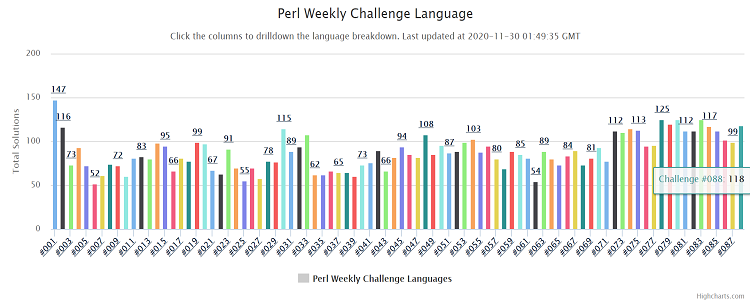 Perl Weekly Challenge Language
Click the columns to drilldown the language breakdown. Last updated at 2020-11-30 01:49:35 GMT
Total Solutions
200
150
100
50
0
147 116 73 52 72 83 95 66 99 67 91 55 78 115 89 62 65 73 66 94 108 87 103 80 88 54 89 83 81 112 112 125 112 117 99
Challenge #088: 118
#001 #003 #005 #007 #009 #011 #013 #015 #017 #019 #021 #023 #025 #027 #029 #031 #033 #035 #037 #039 #041 #043 #045 #047 #049 #051 #053 #055 #057 #059 #061 #063 #065 #067 #069 #071 #073 #075 #077 #079 #081 #083 #085 #087
Perl Weekly Challenge Languages
Highcharts.com